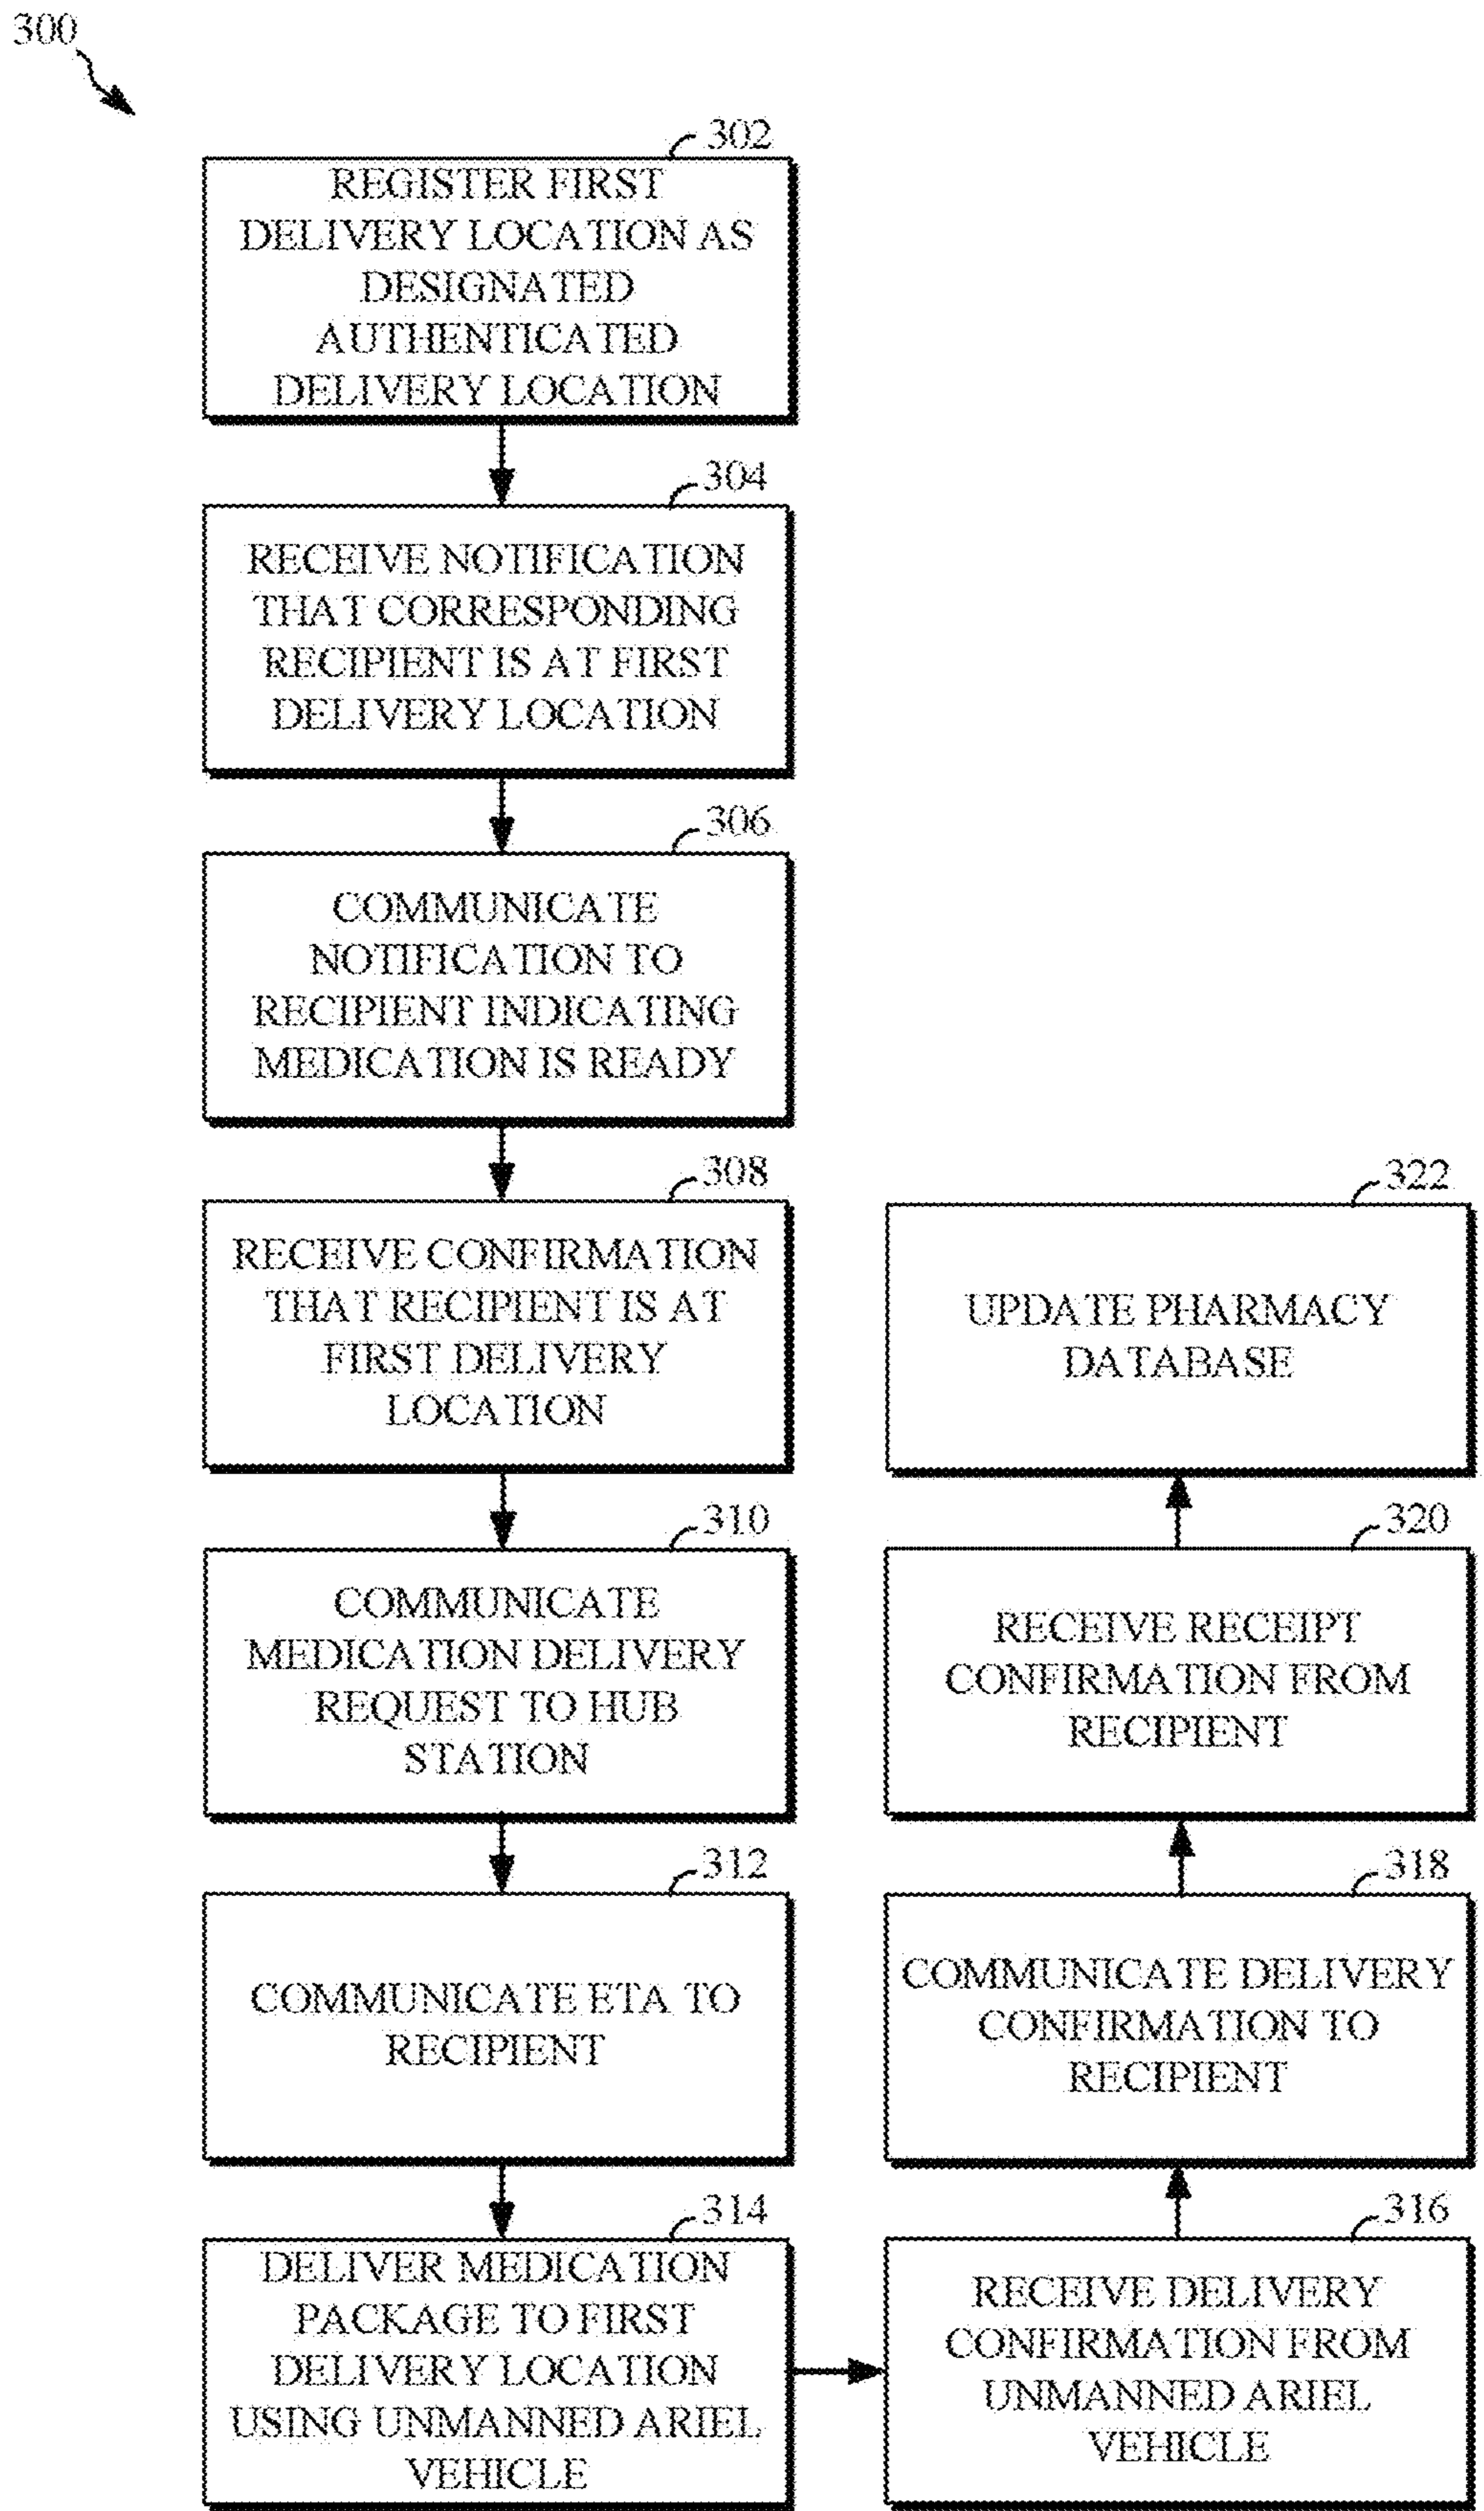 300
302
REGISTER FIRST
DELIVERY LOCATION AS
DESIGNATED
AUTHENTICATED
DELIVERY LOCATION
304
RECEIVE NOTIFICATION
THAT CORRESPONDING
RECIPIENT IS AT FIRST
DELIVERY LOCATION
306
COMMUNICATE
NOTIFICATION TO
RECIPIENT INDICATING
MEDICATION IS READY
308
RECEIVE CONFIRMATION
THAT RECIPIENT IS AT
FIRST DELIVERY
LOCATION
310
COMMUNICATE
MEDICATION DELIVERY
REQUEST TO HUB
STATION
312
COMMUNICATE ETA TO
RECIPIENT
314
DELIVER MEDICATION
PACKAGE TO FIRST
DELIVERY LOCATION
USING UNMANNED ARIEL
VEHICLE
316
RECEIVE DELIVERY
CONFIRMATION FROM
UNMANNED ARIEL
VEHICLE
318
COMMUNICATE DELIVERY
CONFIRMATION TO
RECIPIENT
320
RECEIVE RECEIPT
CONFIRMATION FROM
RECIPIENT
322
UPDATE PHARMACY
DATABASE